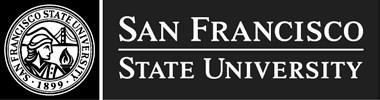 SAN FRANCISCO STATE UNIVERSITY
1899
SAN FRANCISCO
STATE UNIVERSITY